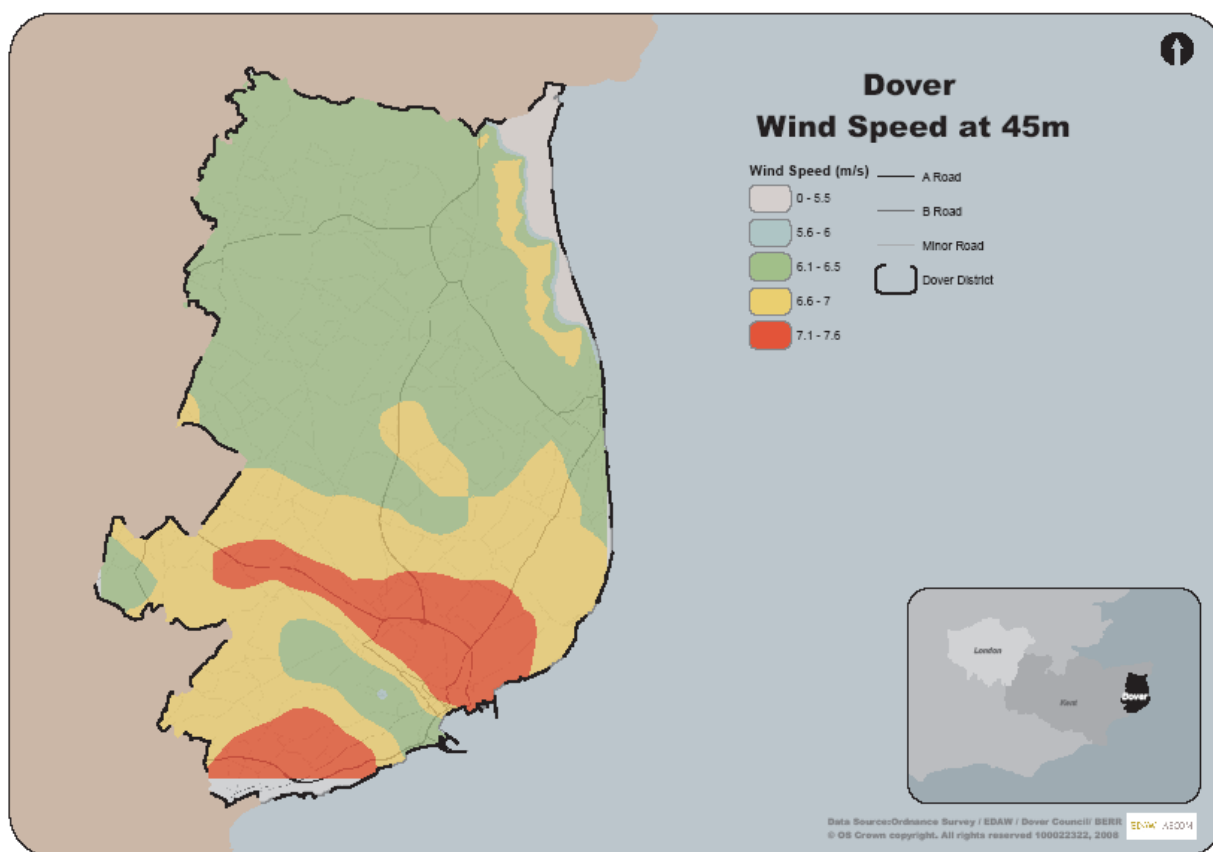 Dover
Wind Speed at 45m
Wind Speed (m/s)
0 - 5.5
5.6 - 6
6.1 - 6.5
6.6 - 7
7.1 - 7.6
A Road
B Road
Minor Road
Dover District
London
Kent
Dover
Data Source:Ordnance Survey / EDAW / Dover Council/ BERR
© OS Crown copyright. All rights reserved 100022322, 2008
EDAW AECOM